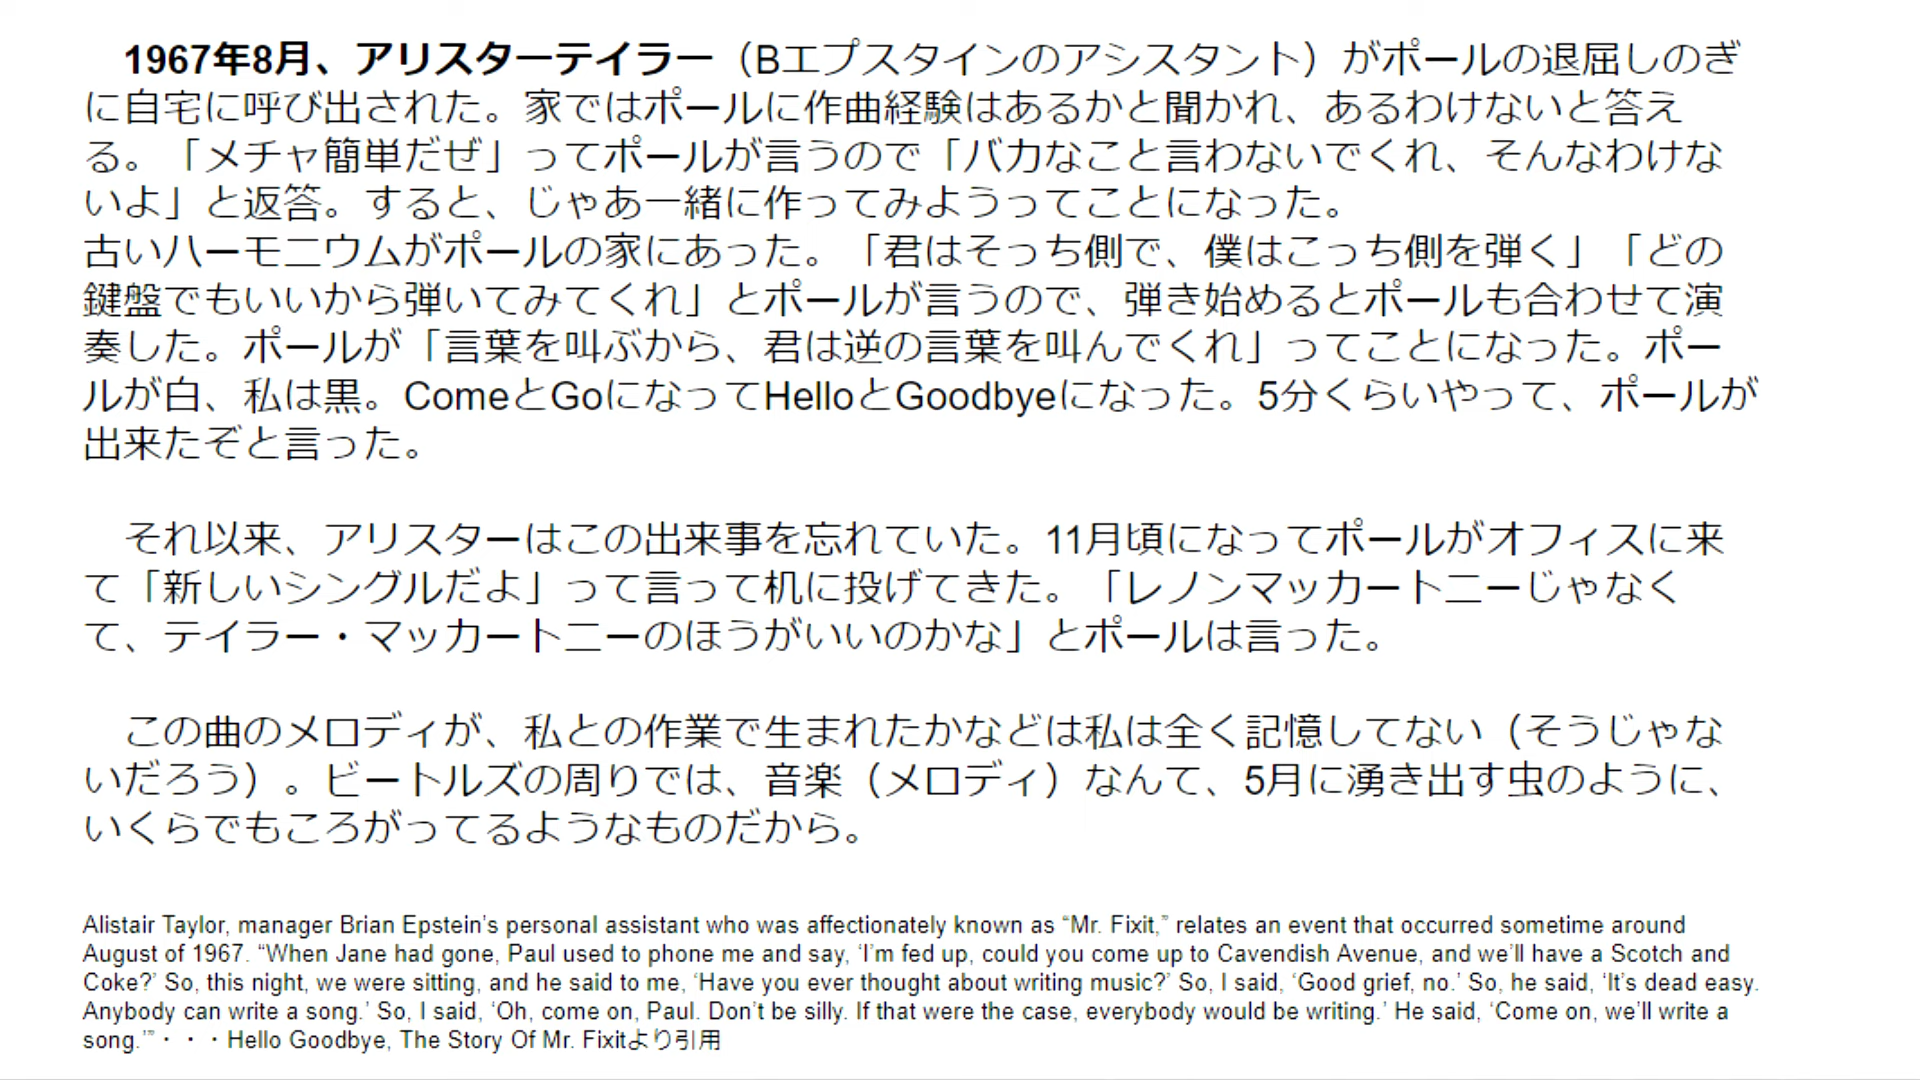 1967年8月、アリスターテイラー（Bエプスタインのアシスタント）がポールの退屈しのぎ
に自宅に呼び出された。家ではポールに作曲経験はあるかと聞かれ、あるわけないと答え
る。「メチャ簡単だぜ」ってポールが言うので「バカなこと言わないでくれ、そんなわけな
いよ」と返答。すると、じゃあ一緒に作ってみようってことになった。
古いハーモニウムがポールの家にあった。「君はそっち側で、僕はこっち側を弾く」「どの
鍵盤でもいいから弾いてみてくれ」とポールが言うので、弾き始めるとポールも合わせて演
奏した。ポールが「言葉を叫ぶから、君は逆の言葉を叫んでくれ」ってことになった。ポー
ルが白、私は黒。ComeとGoになってHelloとGoodbyeになった。5分くらいやって、ポールが
出来たぞと言った。
それ以来、アリスターはこの出来事を忘れていた。11月頃になってポールがオフィスに来
て「新しいシングルだよ」って言って机に投げてきた。「レノンマッカートニーじゃなく
て、テイラー・マッカートニーのほうがいいのかな」とポールは言った。
この曲のメロディが、私との作業で生まれたかなどは私は全く記憶してない（そうじゃな
いだろう）。ビートルズの周りでは、音楽（メロディ）なんて、5月に湧き出す虫のように、
いくらでもころがってるようなものだから。
Alistair Taylor, manager Brian Epstein’s personal assistant who was affectionately known as “Mr. Fixit,” relates an event that occurred sometime around
August of 1967. “When Jane had gone, Paul used to phone me and say, ‘I’m fed up, could you come up to Cavendish Avenue, and we’ll have a Scotch and
Coke?’ So, this night, we were sitting, and he said to me, ‘Have you ever thought about writing music?’ So, I said, ‘Good grief, no.’ So, he said, ‘It’s dead easy.
Anybody can write a song.’ So, I said, ‘Oh, come on, Paul. Don’t be silly. If that were the case, everybody would be writing.’ He said, ‘Come on, we’ll write a
song.’”・・・Hello Goodbye, The Story Of Mr. Fixitより引用